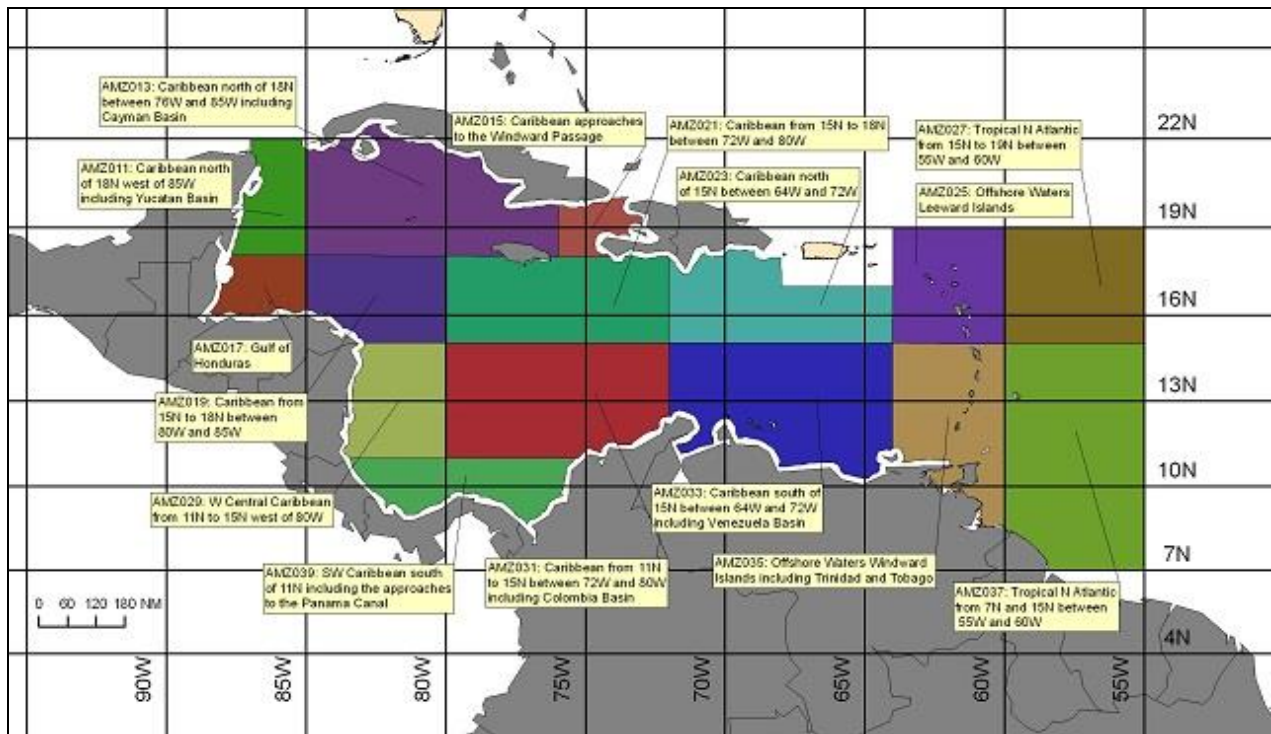 AMZ013: Caribbean north of 18N
between 76W and 85W including
Cayman Basin
AMZ015: Caribbean approaches
to the Windward Passage
AMZ021: Caribbean from 15N to 18N
between 72W and 80W
AMZ027: Tropical N Atlantic
from 15N to 19N between
55W and 60W
22N
AMZ011: Caribbean north
of 18N west of 85W
including Yucatan Basin
AMZ023: Caribbean north
of 15N between 64W and 72W
AMZ025: Offshore Waters
Leeward Islands
19N
16N
AMZ017: Gulf of
Honduras
AMZ019: Caribbean from
15N to 18N between
80W and 85W
13N
10N
AMZ029: W Central Caribbean
from 11N to 15N west of 80W
AMZ033: Caribbean south of
15N between 64W and 72W
including Venezuela Basin
AMZ039: SW Caribbean south
of 11N including the approaches
to the Panama Canal
AMZ031: Caribbean from 11N
to 15N between 72W and 80W
including Colombia Basin
AMZ035: Offshore Waters Windward
Islands including Trinidad and Tobago
7N
AMZ037: Tropical N Atlantic
from 7N and 15N between
55W and 60W
0 60 120 180 NM
4N
90W
85W
80W
75W
70W
65W
60W
55W